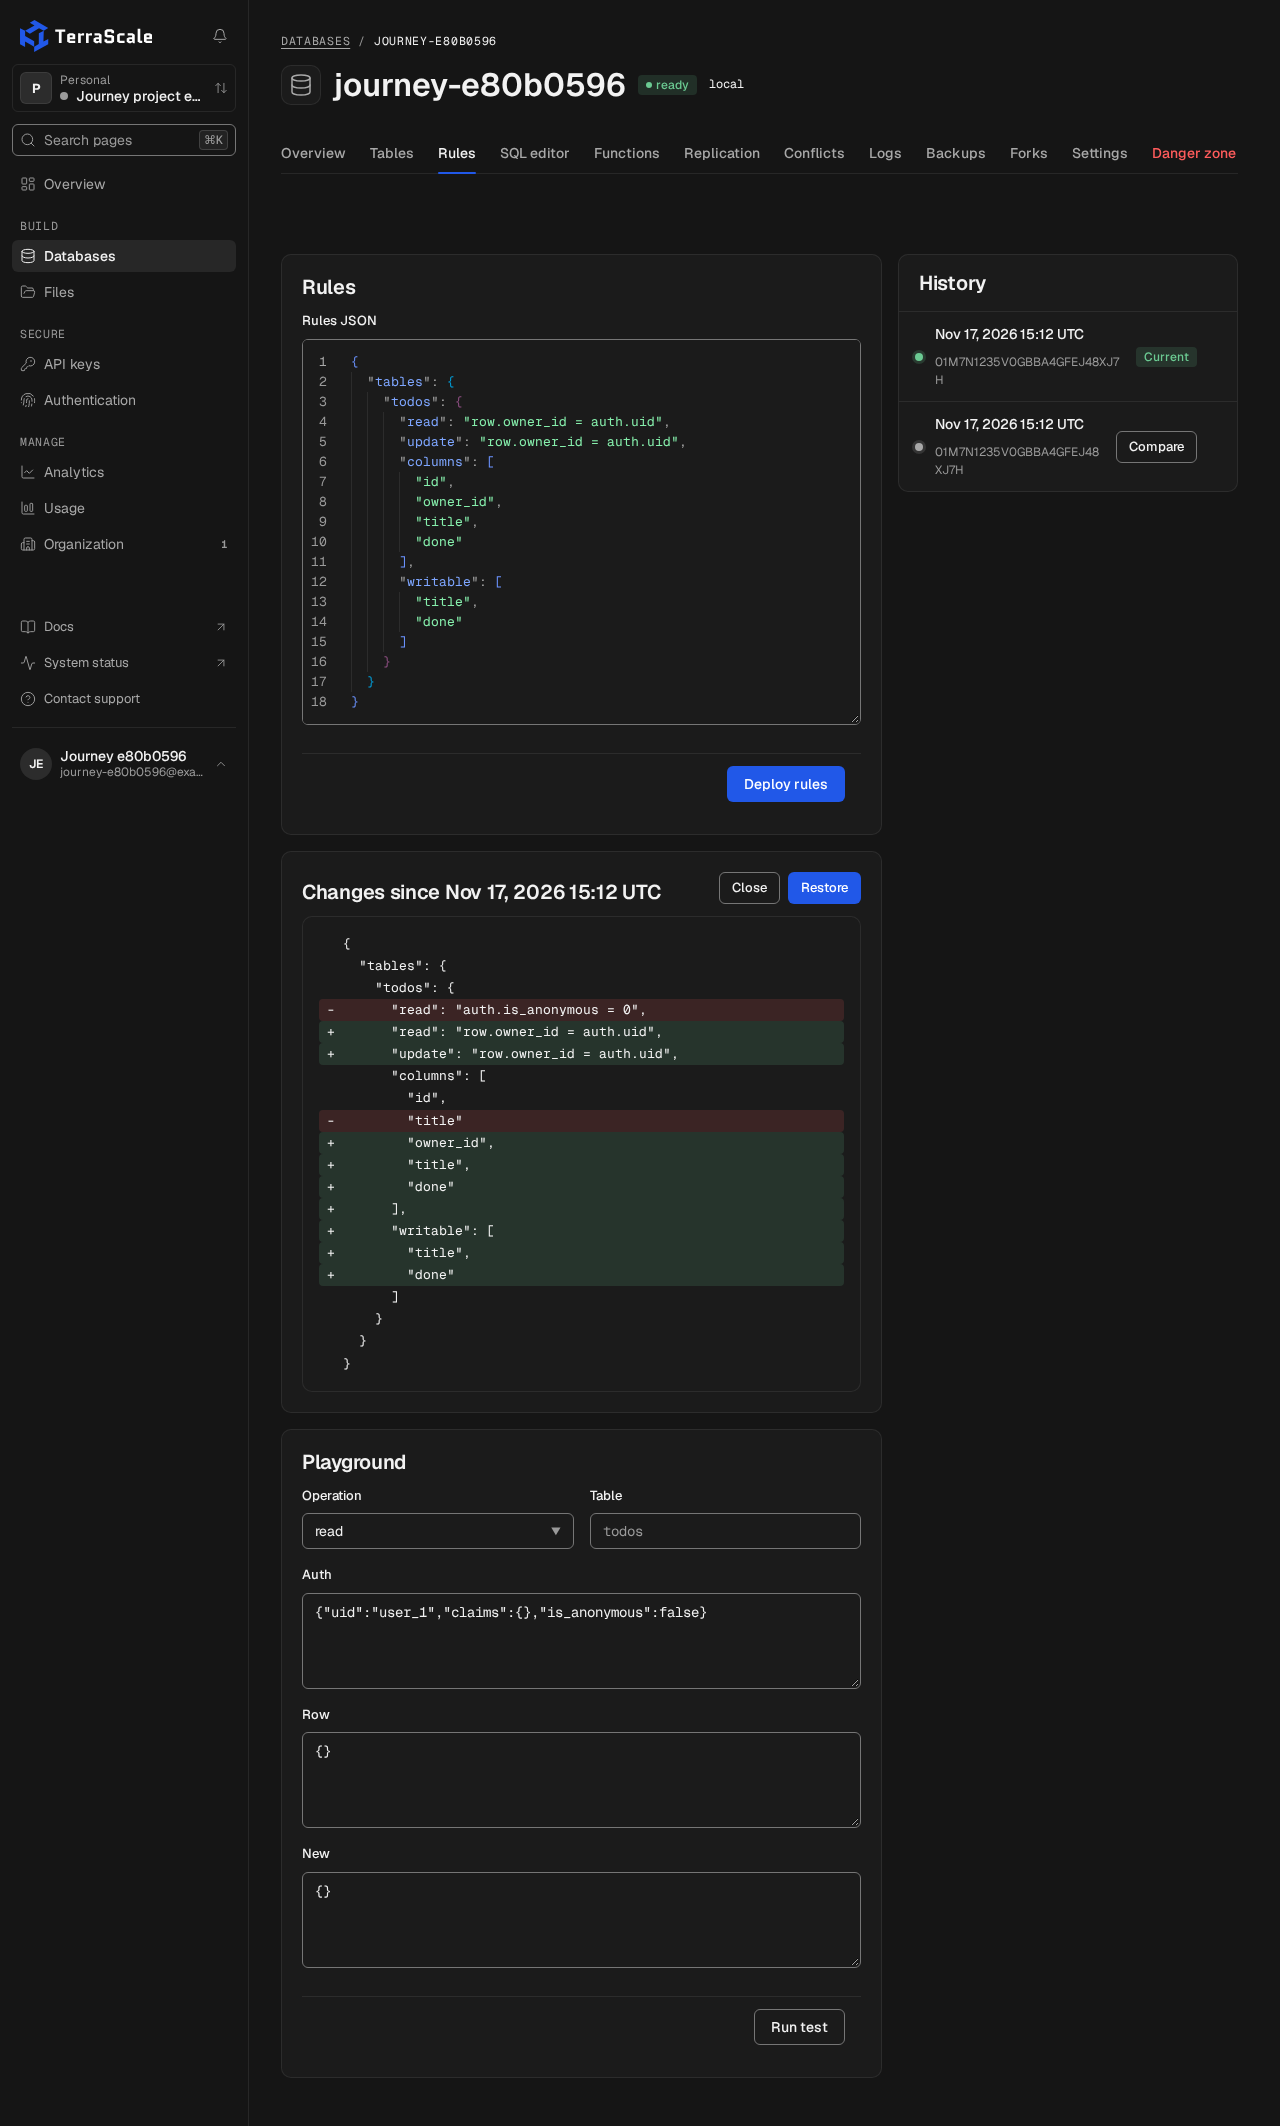 TerraScale
P
Personal
Journey project e...
Search pages
⌘K
Overview
BUILD
Databases
Files
SECURE
API keys
Authentication
MANAGE
Analytics
Usage
Organization
1
Docs
System status
Contact support
JE
Journey e80b0596
journey-e80b0596@exa...
DATABASES / JOURNEY-E80B0596
journey-e80b0596
ready
local
Overview
Tables
Rules
SQL editor
Functions
Replication
Conflicts
Logs
Backups
Forks
Settings
Danger zone
Rules
Rules JSON
1 {
2 "tables": {
3 "todos": {
4 "read": "row.owner_id = auth.uid",
5 "update": "row.owner_id = auth.uid",
6 "columns": [
7 "id",
8 "owner_id",
9 "title",
10 "done"
11 ],
12 "writable": [
13 "title",
14 "done"
15 ]
16 }
17 }
18 }
Deploy rules
Changes since Nov 17, 2026 15:12 UTC
Close
Restore
{
"tables": {
"todos": {
- "read": "auth.is_anonymous = 0",
+ "read": "row.owner_id = auth.uid",
+ "update": "row.owner_id = auth.uid",
"columns": [
"id",
- "title"
+ "owner_id",
+ "title",
+ "done"
+ ],
+ "writable": [
+ "title",
+ "done"
]
}
}
}
Playground
Operation
read
Table
todos
Auth
{"uid":"user_1","claims":{},"is_anonymous":false}
Row
{}
New
{}
Run test
History
Nov 17, 2026 15:12 UTC
01M7N1235V0GBBA4GFEJ48XJ7
H
Current
Nov 17, 2026 15:12 UTC
01M7N1235V0GBBA4GFEJ48
XJ7H
Compare